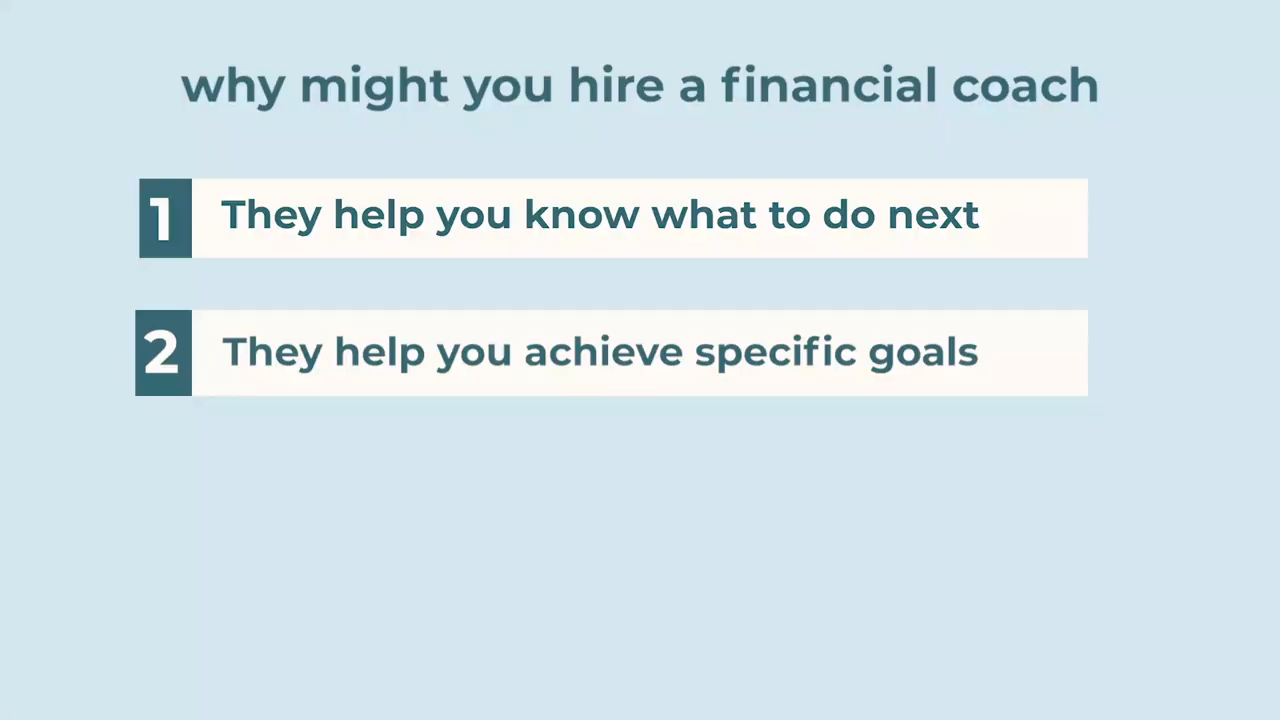 why might you hire a financial coach
1 They help you know what to do next
2 They help you achieve specific goals